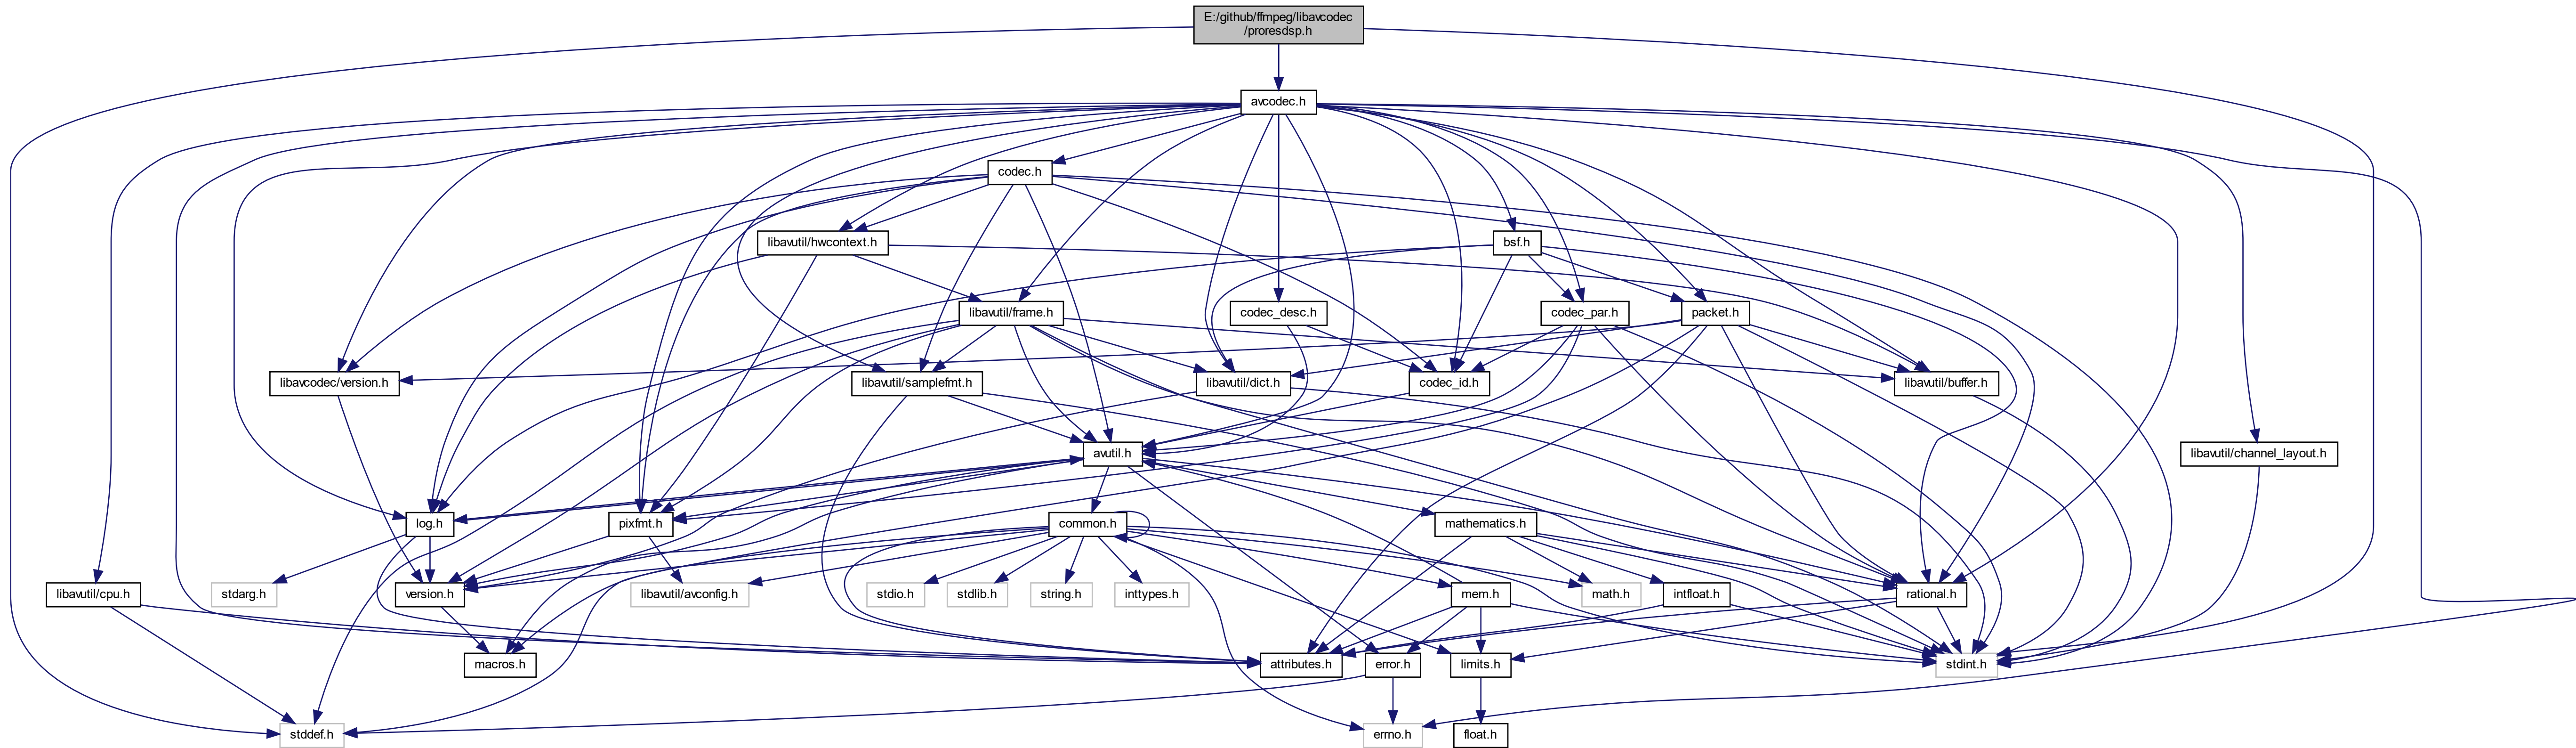 E:/github/ffmpeg/libavcodec
/proresdsp.h
avcodec.h
codec.h
libavutil/hwcontext.h
bsf.h
libavutil/frame.h
codec_desc.h
codec_par.h
packet.h
libavcodec/version.h
libavutil/samplefmt.h
libavutil/dict.h
codec_id.h
libavutil/buffer.h
avutil.h
libavutil/channel_layout.h
log.h
pixfmt.h
common.h
mathematics.h
libavutil/cpu.h
stdarg.h
version.h
libavutil/avconfig.h
stdio.h
stdlib.h
string.h
inttypes.h
mem.h
math.h
intfloat.h
rational.h
macros.h
attributes.h
error.h
limits.h
stdint.h
stddef.h
errno.h
float.h